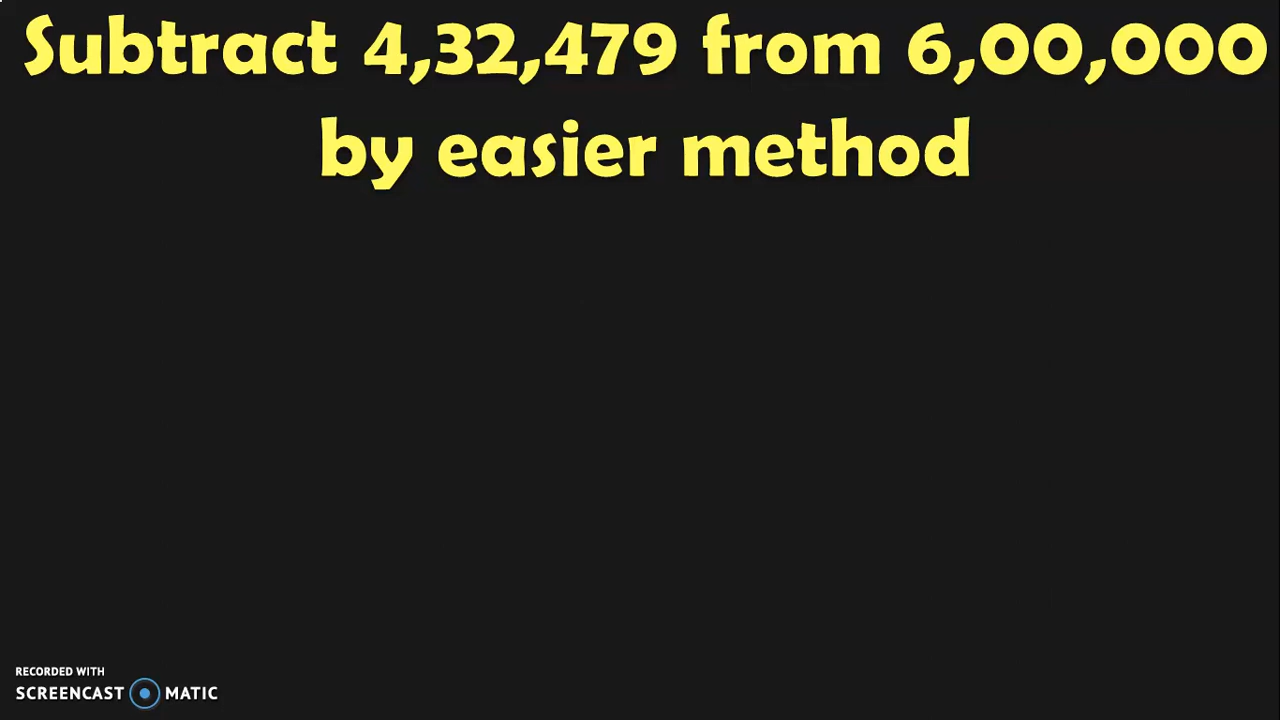 Subtract 4,32,479 from 6,00,000
by easier method
RECORDED WITH
SCREENCAST MATIC